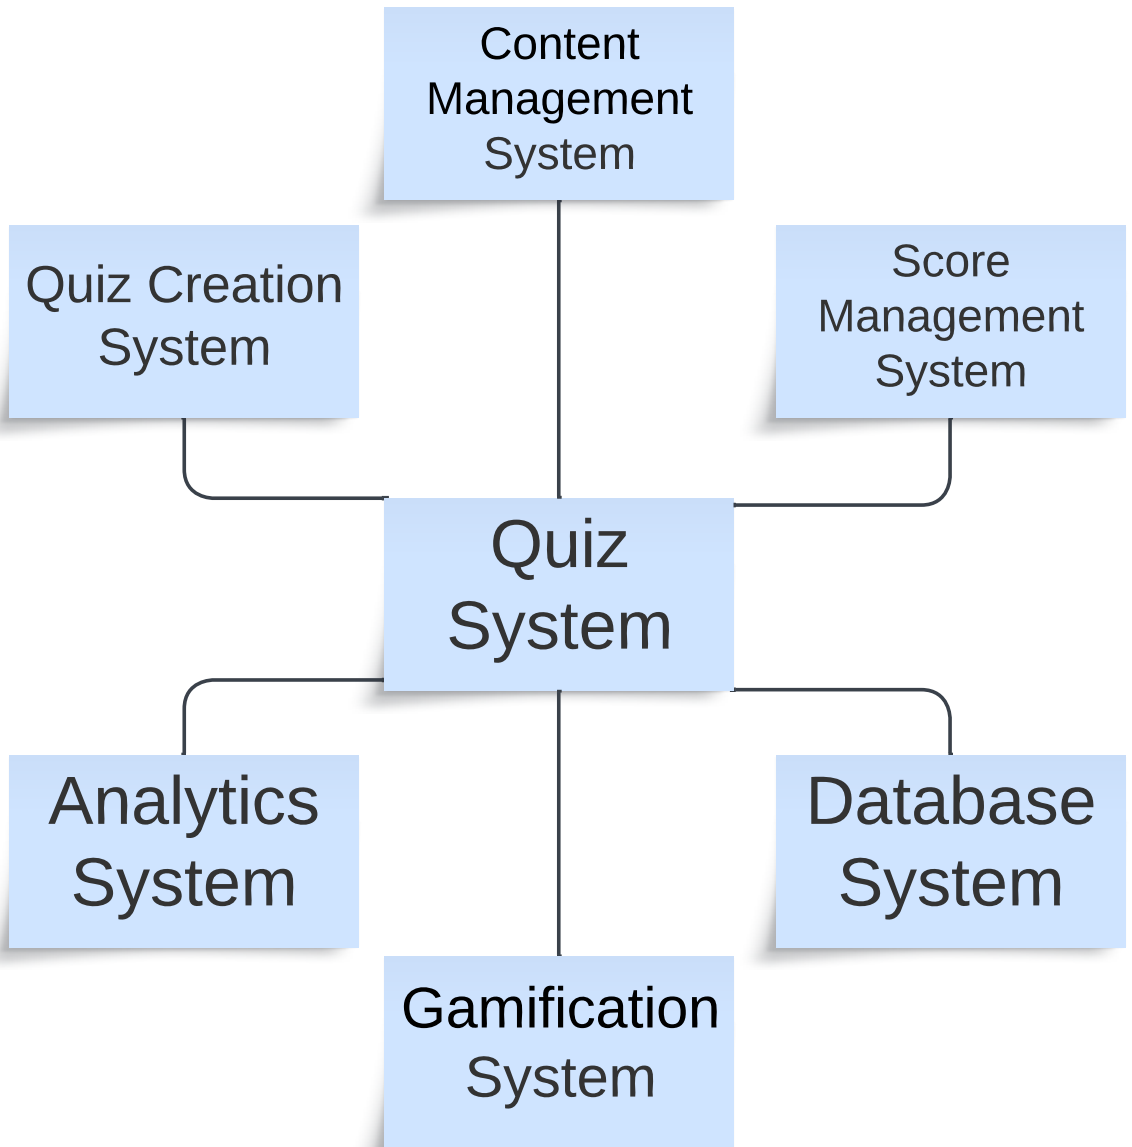 Content
Management
System
Quiz Creation
System
Score
Management
System
Quiz
System
Analytics
System
Database
System
Gamification
System